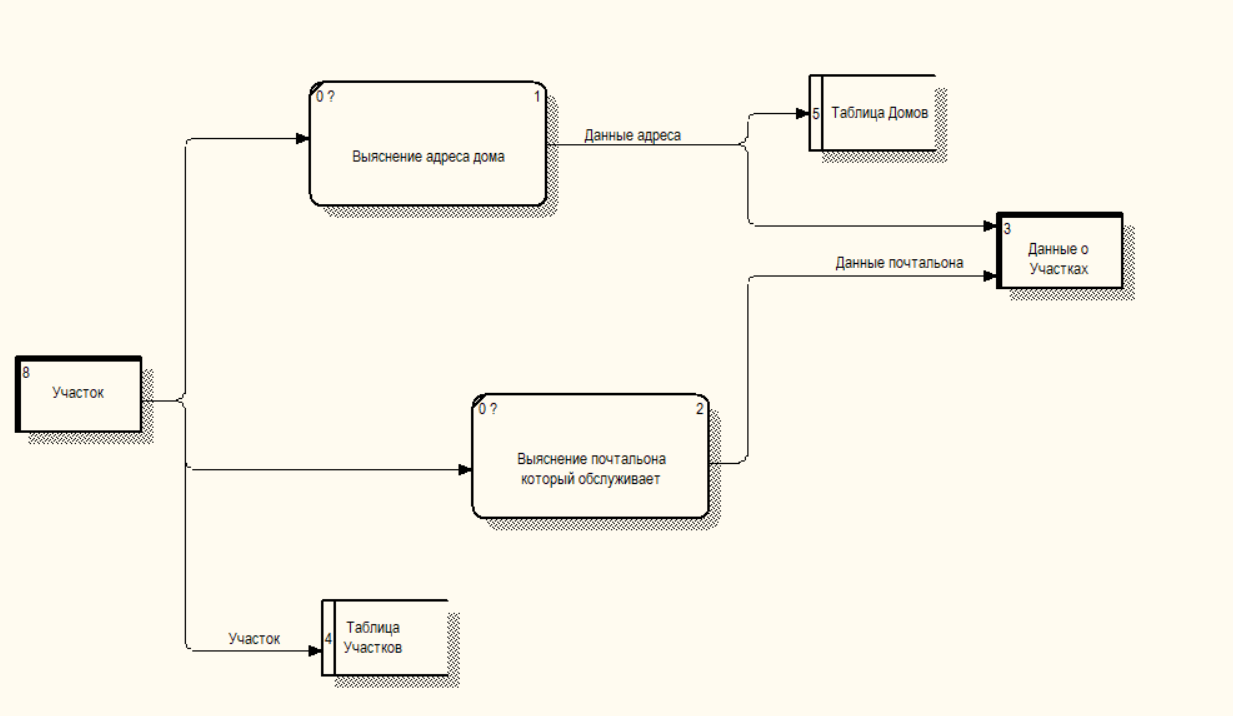 0 ?
1
Выяснение адреса дома
Данные адреса
5
Таблица Домов
3
Данные о
Участках
Данные почтальона
8
Участок
0 ?
2
Выяснение почтальона
который обслуживает
Участок
4
Таблица
Участков